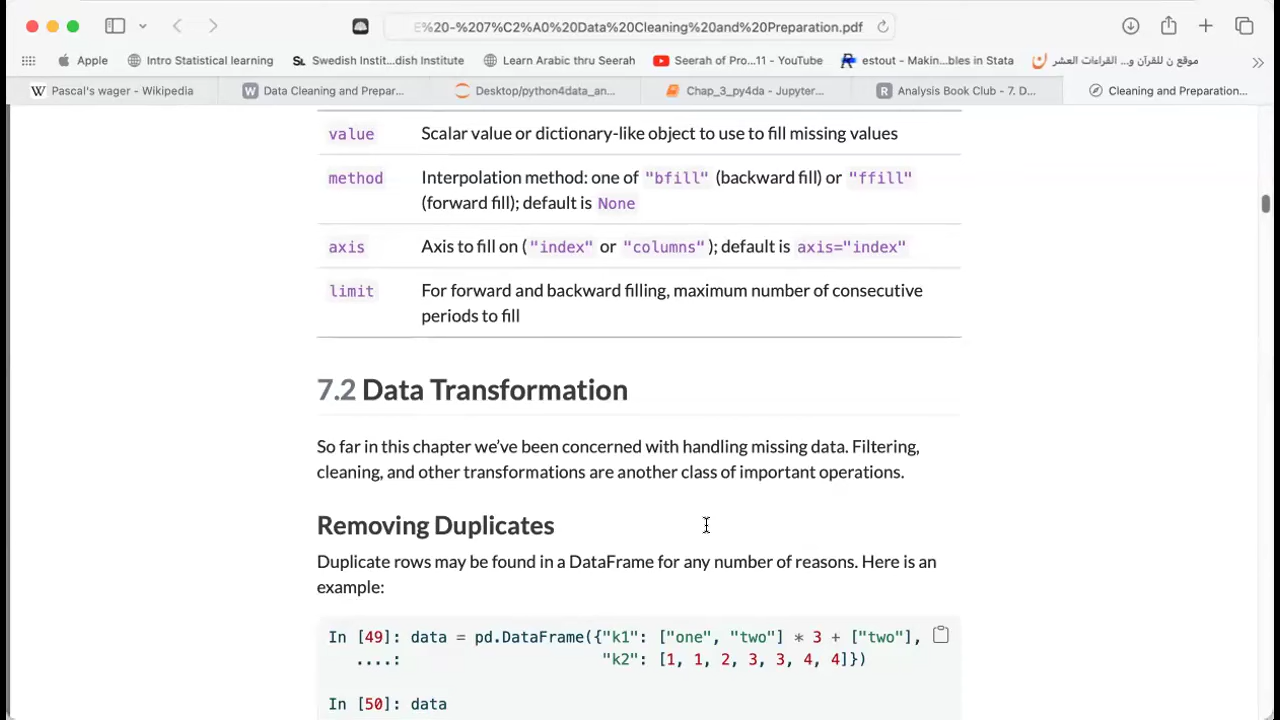 E%20-%207%C2%A0%20Data%20Cleaning%20and%20Preparation.pdf
Apple
Intro Statistical learning
SL Swedish Instit...dish Institute
Learn Arabic thru Seerah
Seerah of Pro...11 - YouTube
estout - Makin...bles in Stata
موقع ن للقرآن و... القراءات العشر
W Pascal's wager - Wikipedia
W Data Cleaning and Prepar...
Desktop/python4data_an...
Chap_3_py4da - Jupyter...
R Analysis Book Club - 7. D...
Cleaning and Preparation...
value Scalar value or dictionary-like object to use to fill missing values
method Interpolation method: one of "bfill" (backward fill) or "ffill"
(forward fill); default is None
axis Axis to fill on ("index" or "columns"); default is axis="index"
limit For forward and backward filling, maximum number of consecutive
periods to fill
7.2 Data Transformation
So far in this chapter we've been concerned with handling missing data. Filtering,
cleaning, and other transformations are another class of important operations.
Removing Duplicates
Duplicate rows may be found in a DataFrame for any number of reasons. Here is an
example:
In [49]: data = pd.DataFrame({"k1": ["one", "two"] * 3 + ["two"],
....: "k2": [1, 1, 2, 3, 3, 4, 4]})
In [50]: data